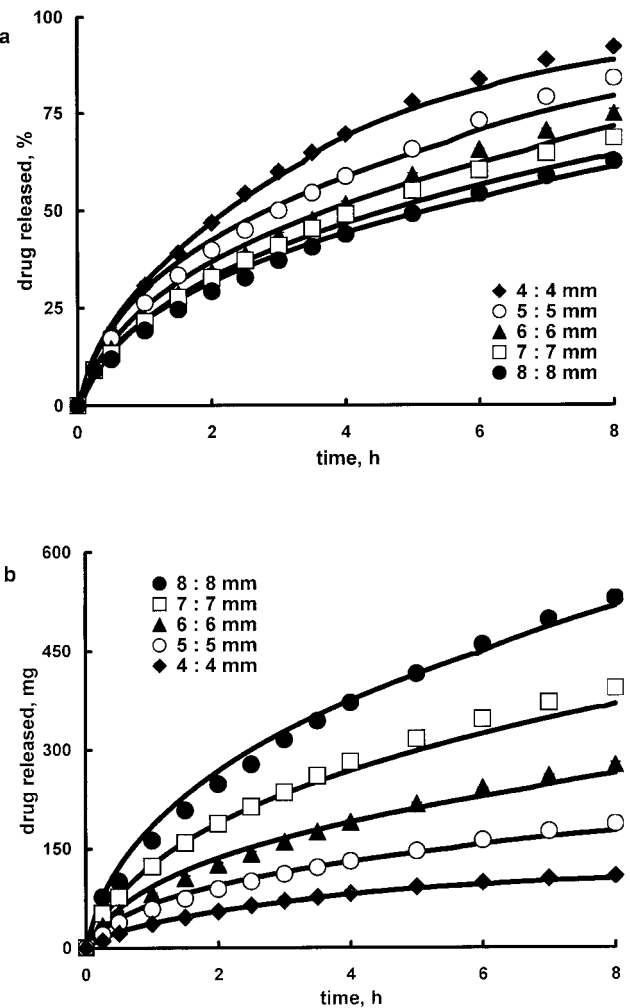 a
100
75
50
25
0
drug released, %
4 : 4 mm
5 : 5 mm
6 : 6 mm
7 : 7 mm
8 : 8 mm
0 2 4 6 8
time, h
b
600
450
300
150
0
drug released, mg
8 : 8 mm
7 : 7 mm
6 : 6 mm
5 : 5 mm
4 : 4 mm
0 2 4 6 8
time, h